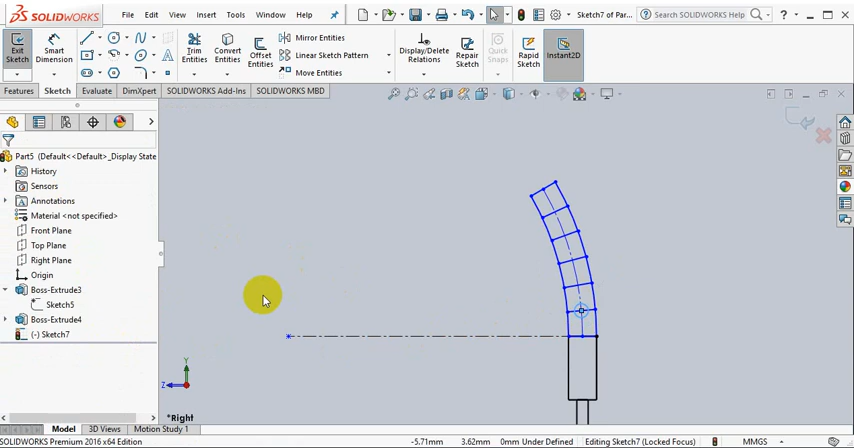 SOLIDWORKS File Edit View Insert Tools Window Help Sketch7 of Par... Search SOLIDWORKS Help
Exit Sketch Smart Dimension Trim Entities Convert Entities Offset Entities Mirror Entities Display/Delete Relations Repair Sketch Quick Snaps Rapid Sketch Instant2D
Linear Sketch Pattern
Move Entities
Features Sketch Evaluate DimXpert SOLIDWORKS Add-Ins SOLIDWORKS MBD
Part5 (Default<<Default>_Display State
History
Sensors
Annotations
Material <not specified>
Front Plane
Top Plane
Right Plane
Origin
Boss-Extrude3
Sketch5
Boss-Extrude4
(-) Sketch7
Y
Z
*Right
Model 3D Views Motion Study 1
SOLIDWORKS Premium 2016 x64 Edition -5.71mm 3.62mm 0mm Under Defined Editing Sketch7 (Locked Focus) MMGS